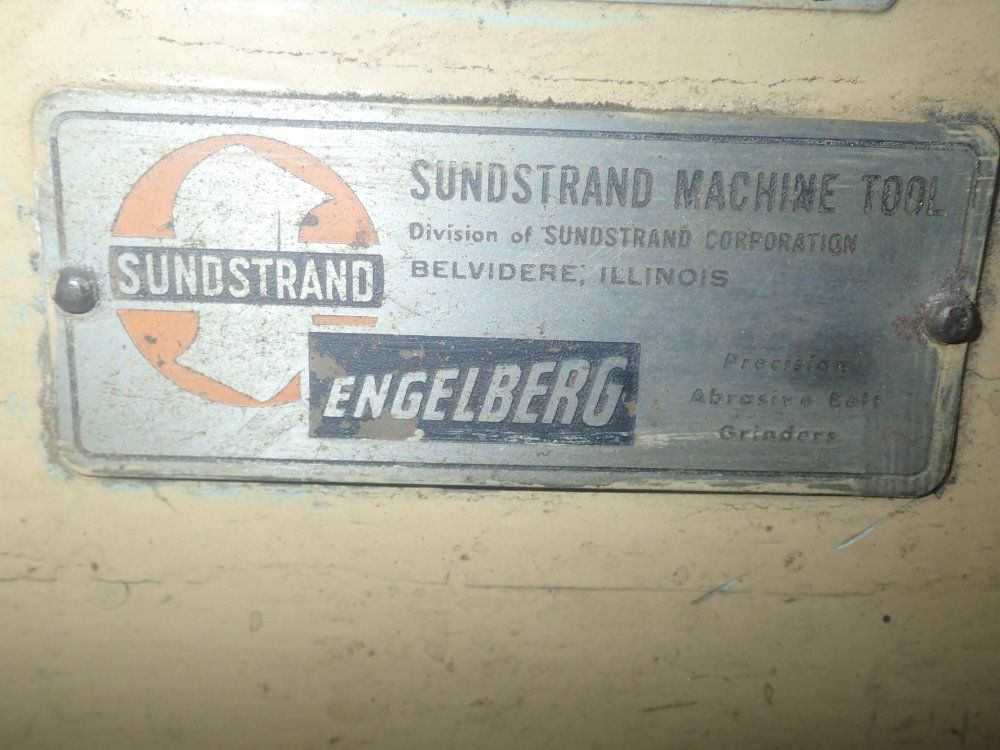 SUNDSTRAND
SUNDSTRAND MACHINE TOOL
Division of SUNDSTRAND CORPORATION
BELVIDERE, ILLINOIS
ENGELBERG
Precision
Abrasive Belt
Grinders